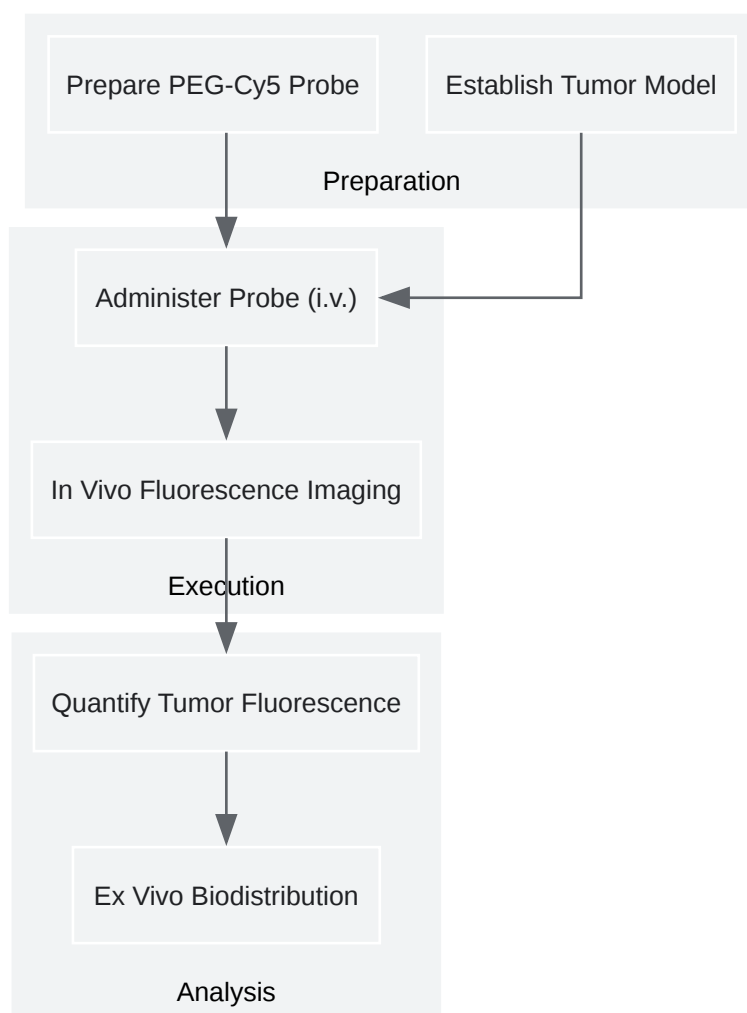 Prepare PEG-Cy5 Probe
Establish Tumor Model
Preparation
Administer Probe (i.v.)
In Vivo Fluorescence Imaging
Execution
Quantify Tumor Fluorescence
Ex Vivo Biodistribution
Analysis